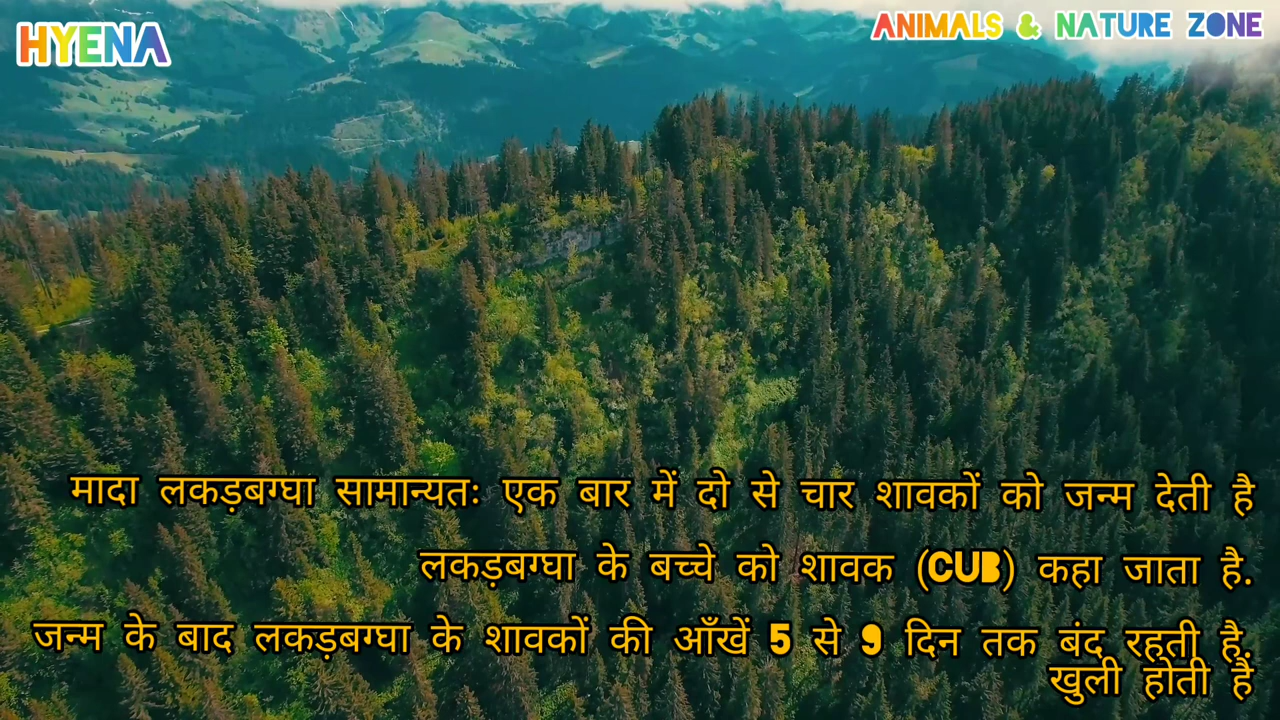 HYENA
ANIMALS & NATURE ZONE
मादा लकड़बग्घा सामान्यतः एक बार में दो से चार शावकों को जन्म देती है
लकड़बग्घा के बच्चे को शावक (CUB) कहा जाता है.
जन्म के बाद लकड़बग्घा के शावकों की आँखें 5 से 9 दिन तक बंद रहती है.
खुली होती है